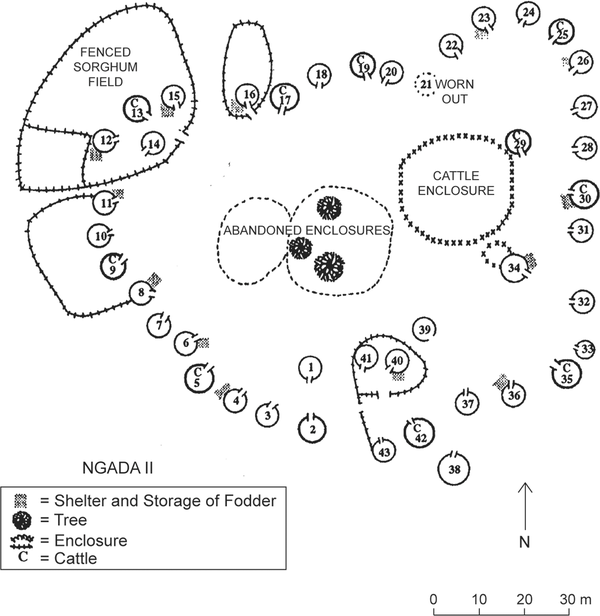 FENCED
SORGHUM
FIELD
23
24
C
25
22
26
18
C
19
20
21 WORN
OUT
15
C
13
16
C
17
27
12
14
C
29
28
CATTLE
ENCLOSURE
C
30
11
ABANDONED ENCLOSURES
31
10
C
9
34
8
32
7
6
39
33
41
40
1
C
5
C
35
4
36
37
3
2
C
42
43
38
NGADA II
= Shelter and Storage of Fodder
= Tree
= Enclosure
C = Cattle
N
0 10 20 30 m